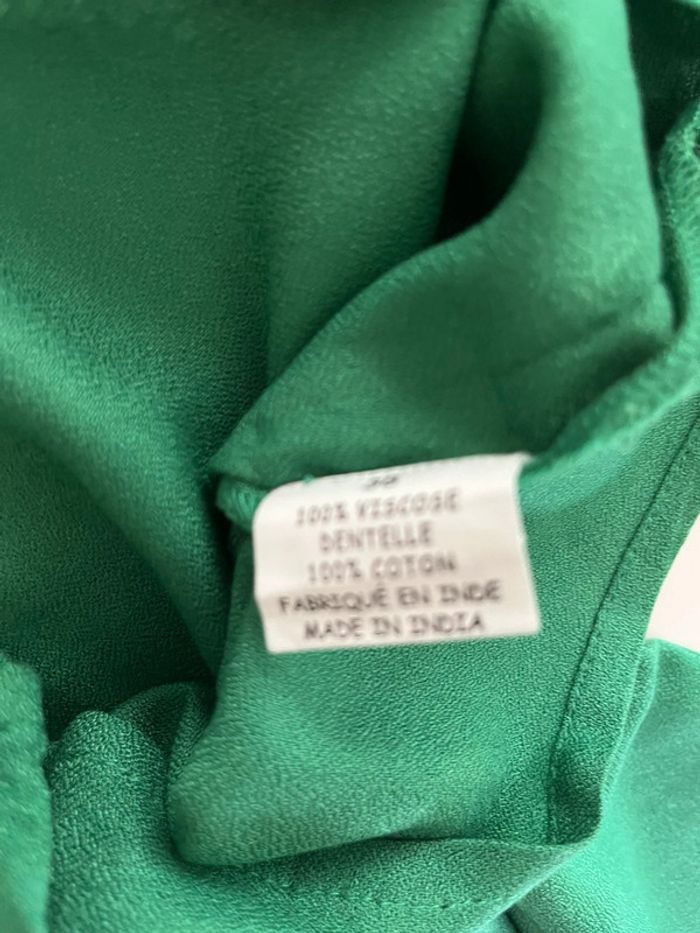 100% VISCOSE
DENTELLE
100% COTON
FABRIQUÉ EN INDE
MADE IN INDIA